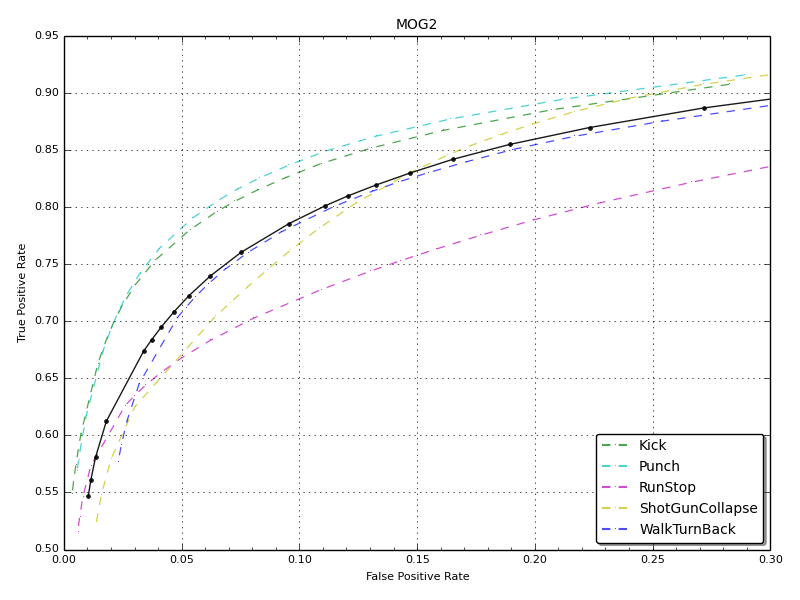 MOG2
0.95
0.90
0.85
0.80
0.75
0.70
0.65
0.60
0.55
0.50
True Positive Rate
Kick
Punch
RunStop
ShotGunCollapse
WalkTurnBack
0.00 0.05 0.10 0.15 0.20 0.25 0.30
False Positive Rate